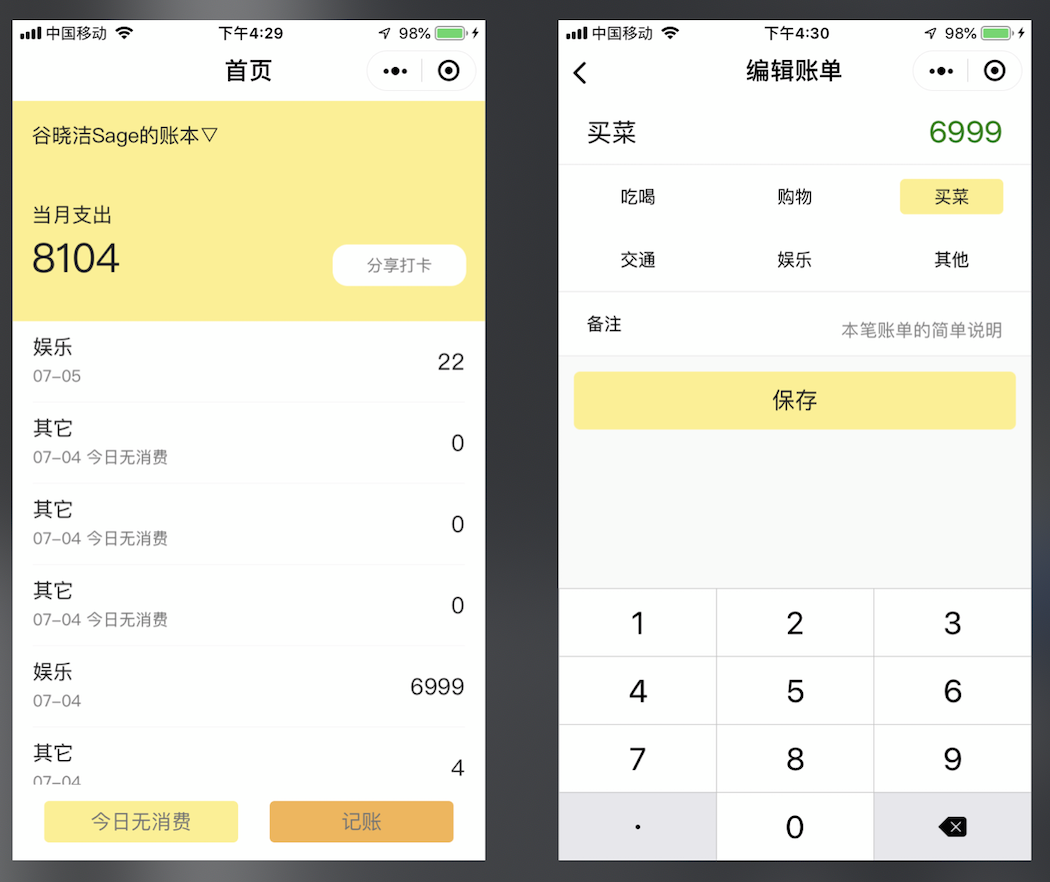 中国移动 下午4:29 98%
首页
谷晓洁Sage的账本▽
当月支出
8104
分享打卡
娱乐
22
07-05
其它
0
07-04 今日无消费
其它
0
07-04 今日无消费
其它
0
07-04 今日无消费
娱乐
6999
07-04
其它
4
07-04
今日无消费 记账
中国移动 下午4:30 98%
编辑账单
买菜 6999
吃喝 购物 买菜
交通 娱乐 其他
备注 本笔账单的简单说明
保存
1 2 3
4 5 6
7 8 9
. 0